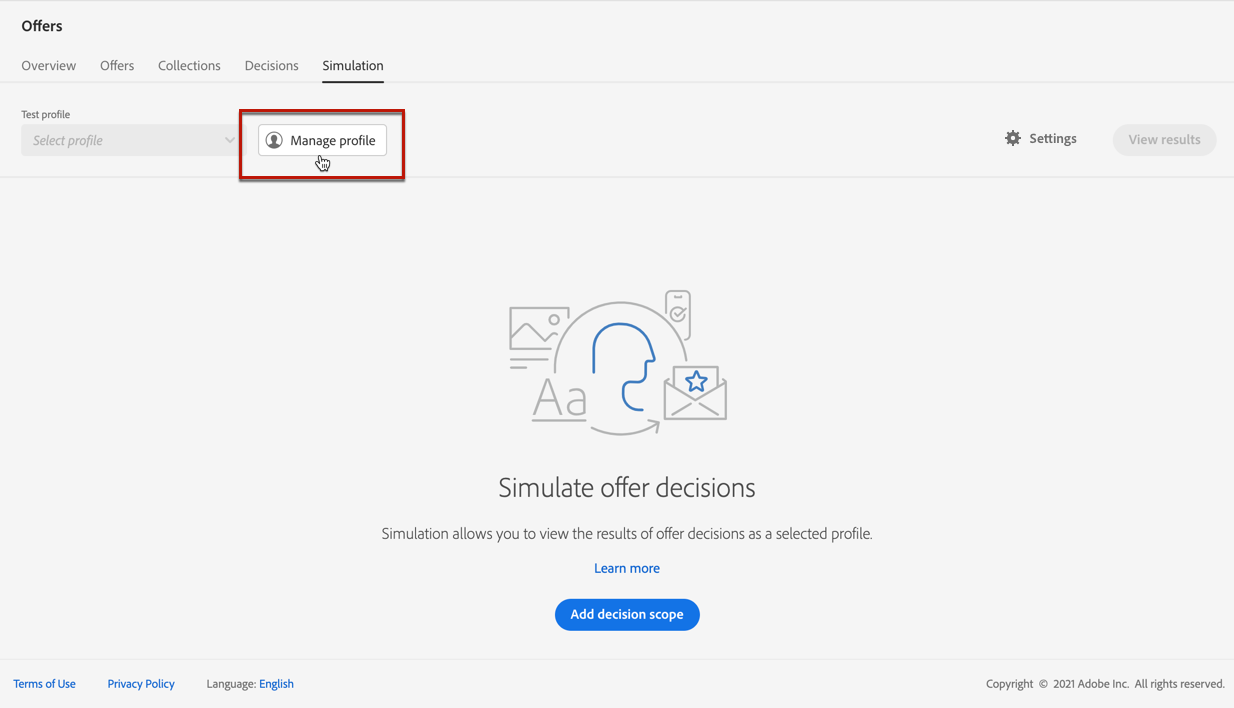 Offers
Overview Offers Collections Decisions Simulation
Test profile
Select profile
Manage profile
Settings
View results
Aa
Simulate offer decisions
Simulation allows you to view the results of offer decisions as a selected profile.
Learn more
Add decision scope
Terms of Use Privacy Policy Language: English Copyright © 2021 Adobe Inc. All rights reserved.